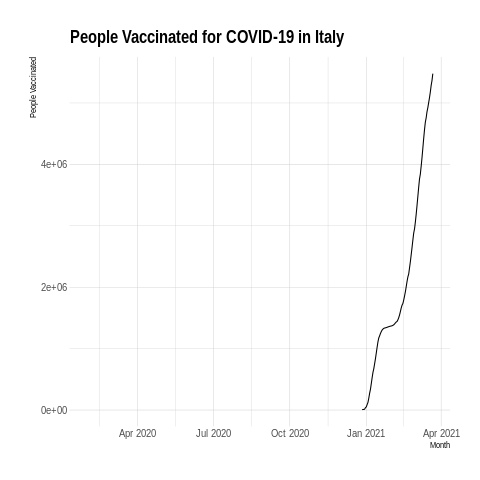 People Vaccinated for COVID-19 in Italy
People Vaccinated
4e+06
2e+06
0e+00
Apr 2020 Jul 2020 Oct 2020 Jan 2021 Apr 2021
Month